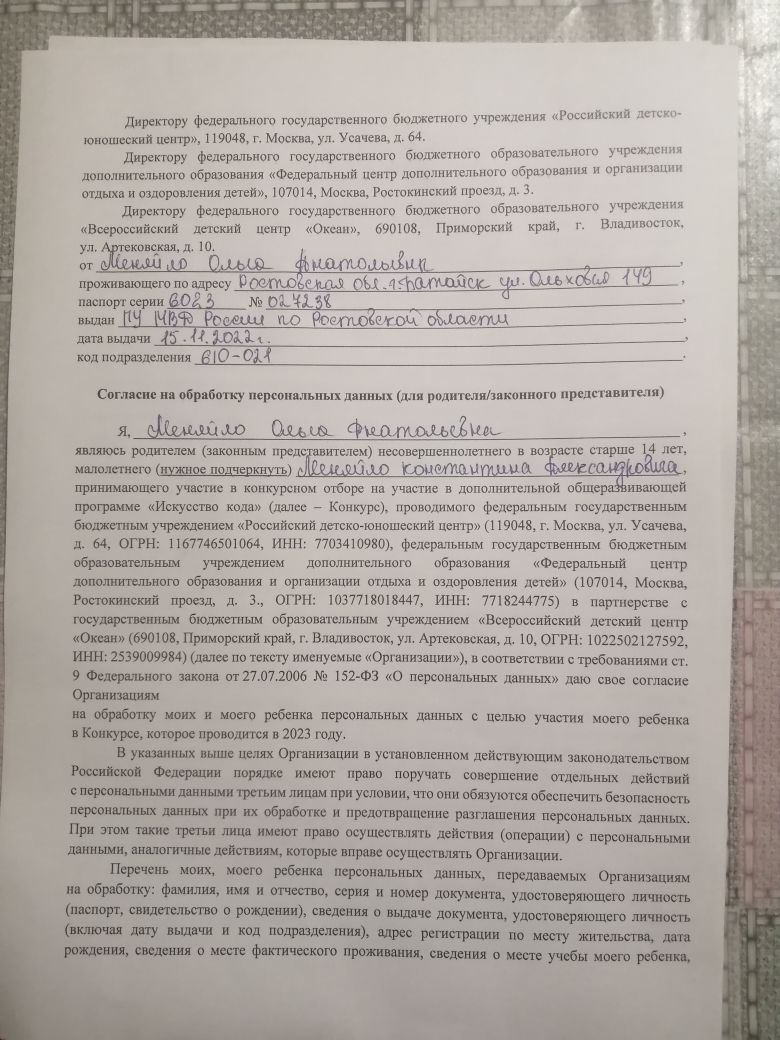 Директору федерального государственного бюджетного учреждения «Российский детско-
юношеский центр», 119048, г. Москва, ул. Усачева, д. 64.
Директору федерального государственного бюджетного образовательного учреждения
дополнительного образования «Федеральный центр дополнительного образования и организации
отдыха и оздоровления детей», 107014, Москва, Ростокинский проезд, д. 3.
Директору федерального государственного бюджетного образовательного учреждения
«Всероссийский детский центр «Океан», 690108, Приморский край, г. Владивосток,
ул. Артековская, д. 10.
от Меняйло Ольга Анатольевна,
проживающего по адресу Ростовская обл. г. Батайск ул. Ольховая 149,
паспорт серии 6023 № 027238,
выдан ГУ МВД России по Ростовской области,
дата выдачи 15.11.2022г.,
код подразделения 610-021.
Согласие на обработку персональных данных (для родителя/законного представителя)
Я, Меняйло Ольга Анатольевна,
являюсь родителем (законным представителем) несовершеннолетнего в возрасте старше 14 лет,
малолетнего (нужное подчеркнуть) Меняйло Константина Александровича,
принимающего участие в конкурсном отборе на участие в дополнительной общеразвивающей
программе «Искусство кода» (далее – Конкурс), проводимого федеральным государственным
бюджетным учреждением «Российский детско-юношеский центр» (119048, г. Москва, ул. Усачева,
д. 64, ОГРН: 1167746501064, ИНН: 7703410980), федеральным государственным бюджетным
образовательным учреждением дополнительного образования «Федеральный центр
дополнительного образования и организации отдыха и оздоровления детей» (107014, Москва,
Ростокинский проезд, д. 3., ОГРН: 1037718018447, ИНН: 7718244775) в партнерстве с
государственным бюджетным образовательным учреждением «Всероссийский детский центр
«Океан» (690108, Приморский край, г. Владивосток, ул. Артековская, д. 10, ОГРН: 1022502127592,
ИНН: 2539009984) (далее по тексту именуемые «Организации»), в соответствии с требованиями ст.
9 Федерального закона от 27.07.2006 № 152-ФЗ «О персональных данных» даю свое согласие
Организациям
на обработку моих и моего ребенка персональных данных с целью участия моего ребенка
в Конкурсе, которое проводится в 2023 году.
В указанных выше целях Организации в установленном действующим законодательством
Российской Федерации порядке имеют право поручать совершение отдельных действий
с персональными данными третьим лицам при условии, что они обязуются обеспечить безопасность
персональных данных при их обработке и предотвращение разглашения персональных данных.
При этом такие третьи лица имеют право осуществлять действия (операции) с персональными
данными, аналогичные действиям, которые вправе осуществлять Организации.
Перечень моих, моего ребенка персональных данных, передаваемых Организациям
на обработку: фамилия, имя и отчество, серия и номер документа, удостоверяющего личность
(паспорт, свидетельство о рождении), сведения о выдаче документа, удостоверяющего личность
(включая дату выдачи и код подразделения), адрес регистрации по месту жительства, дата
рождения, сведения о месте фактического проживания, сведения о месте учебы моего ребенка,